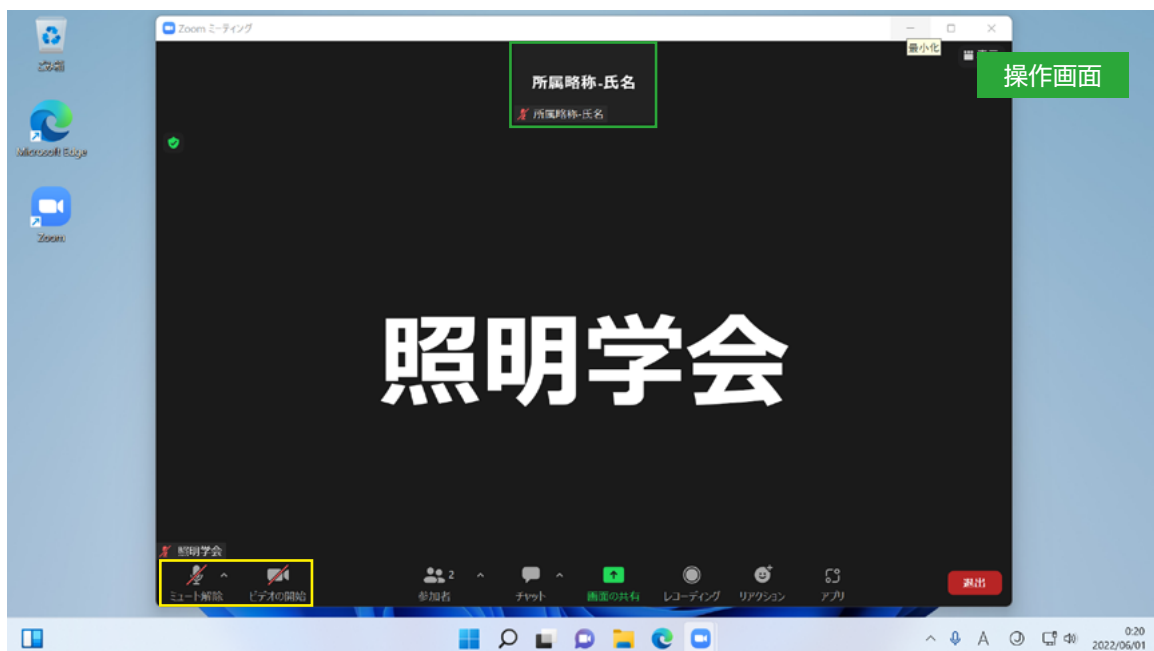 ごみ箱
Microsoft Edge
Zoom
Zoom ミーティング
最小化
操作画面
所属略称-氏名
所属略称-氏名
照明学会
照明学会
ミュート解除
ビデオの開始
2
参加者
チャット
画面の共有
レコーディング
リアクション
アプリ
退出
A
0:20
2022/06/01